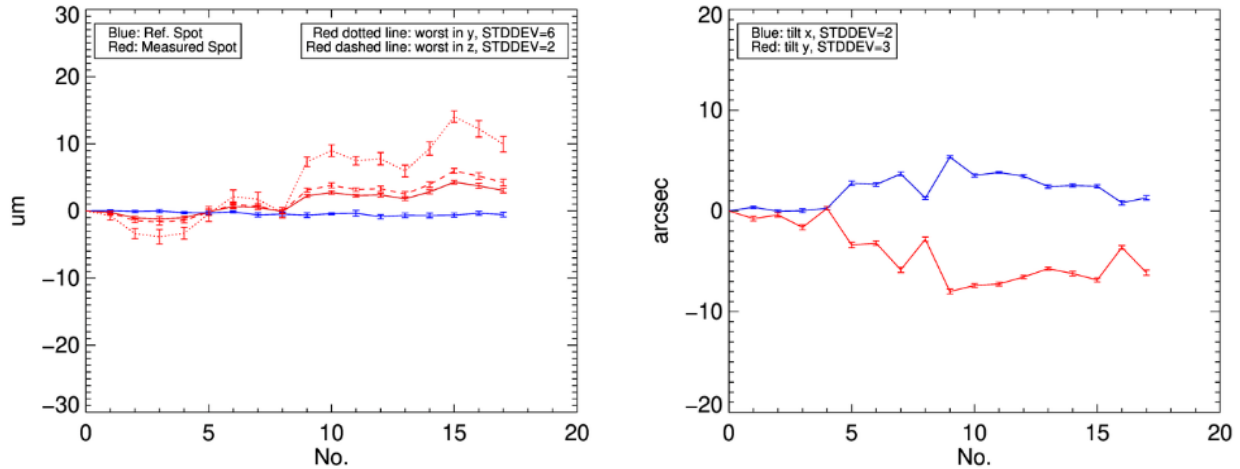 Blue: Ref. Spot
Red: Measured Spot
Red dotted line: worst in y, STDDEV=6
Red dashed line: worst in z, STDDEV=2
30
20
10
0
−10
−20
−30
um
0
5
10
15
20
No.
Blue: tilt x, STDDEV=2
Red: tilt y, STDDEV=3
20
10
0
−10
−20
arcsec
0
5
10
15
20
No.